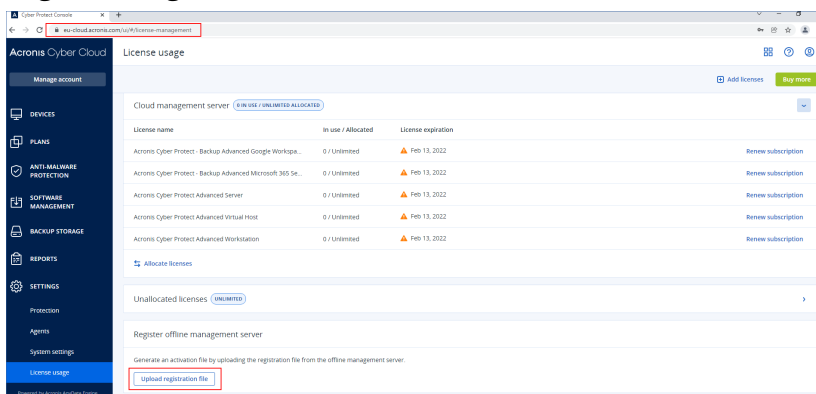 Cyber Protect Console
eu-cloud.acronis.com/ui/#/license-management
Acronis Cyber Cloud
License usage
Manage account
Add licenses
Buy more
DEVICES
PLANS
ANTI-MALWARE
PROTECTION
SOFTWARE
MANAGEMENT
BACKUP STORAGE
REPORTS
SETTINGS
Protection
Agents
System settings
License usage
Powered by Acronis AnyData Engine
Cloud management server 0 IN USE / UNLIMITED ALLOCATED
License name In use / Allocated License expiration
Acronis Cyber Protect - Backup Advanced Google Workspa... 0 / Unlimited Feb 13, 2022 Renew subscription
Acronis Cyber Protect - Backup Advanced Microsoft 365 Se... 0 / Unlimited Feb 13, 2022 Renew subscription
Acronis Cyber Protect Advanced Server 0 / Unlimited Feb 13, 2022 Renew subscription
Acronis Cyber Protect Advanced Virtual Host 0 / Unlimited Feb 13, 2022 Renew subscription
Acronis Cyber Protect Advanced Workstation 0 / Unlimited Feb 13, 2022 Renew subscription
Allocate licenses
Unallocated licenses UNLIMITED
Register offline management server
Generate an activation file by uploading the registration file from the offline management server.
Upload registration file